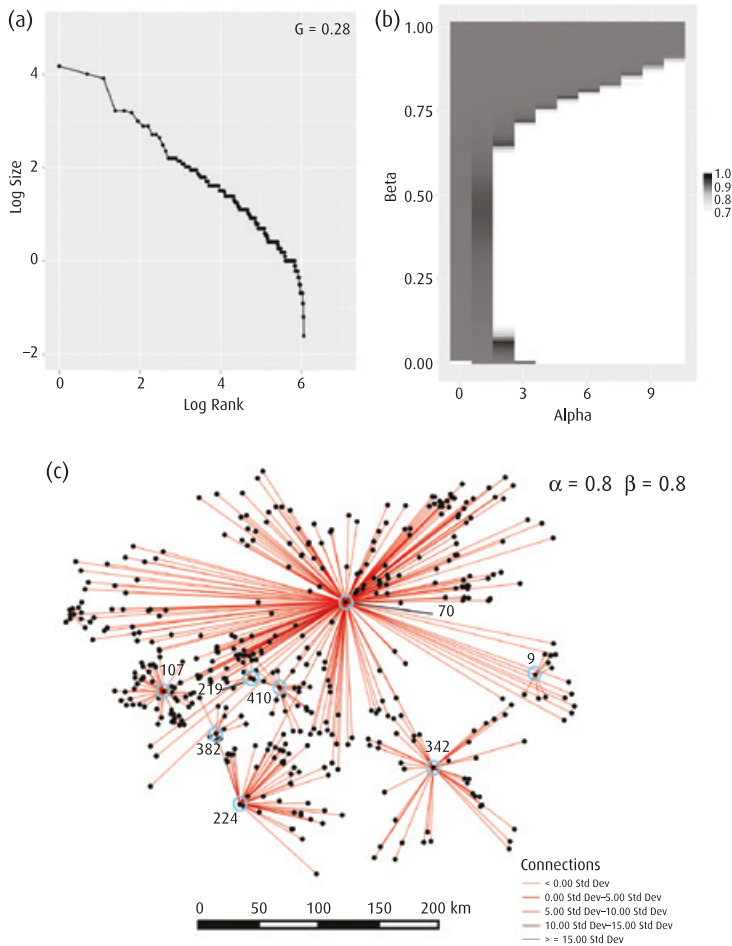 (a)
G = 0.28
4
2
0
−2
Log Size
0
2
4
6
Log Rank
(b)
1.00
0.75
0.50
0.25
0.00
Beta
0
3
6
9
Alpha
1.0
0.9
0.8
0.7
(c)
α = 0.8 β = 0.8
70
9
107
219
410
382
342
224
Connections
< 0.00 Std Dev
0.00 Std Dev–5.00 Std Dev
5.00 Std Dev–10.00 Std Dev
10.00 Std Dev–15.00 Std Dev
> = 15.00 Std Dev
0 50 100 150 200 km